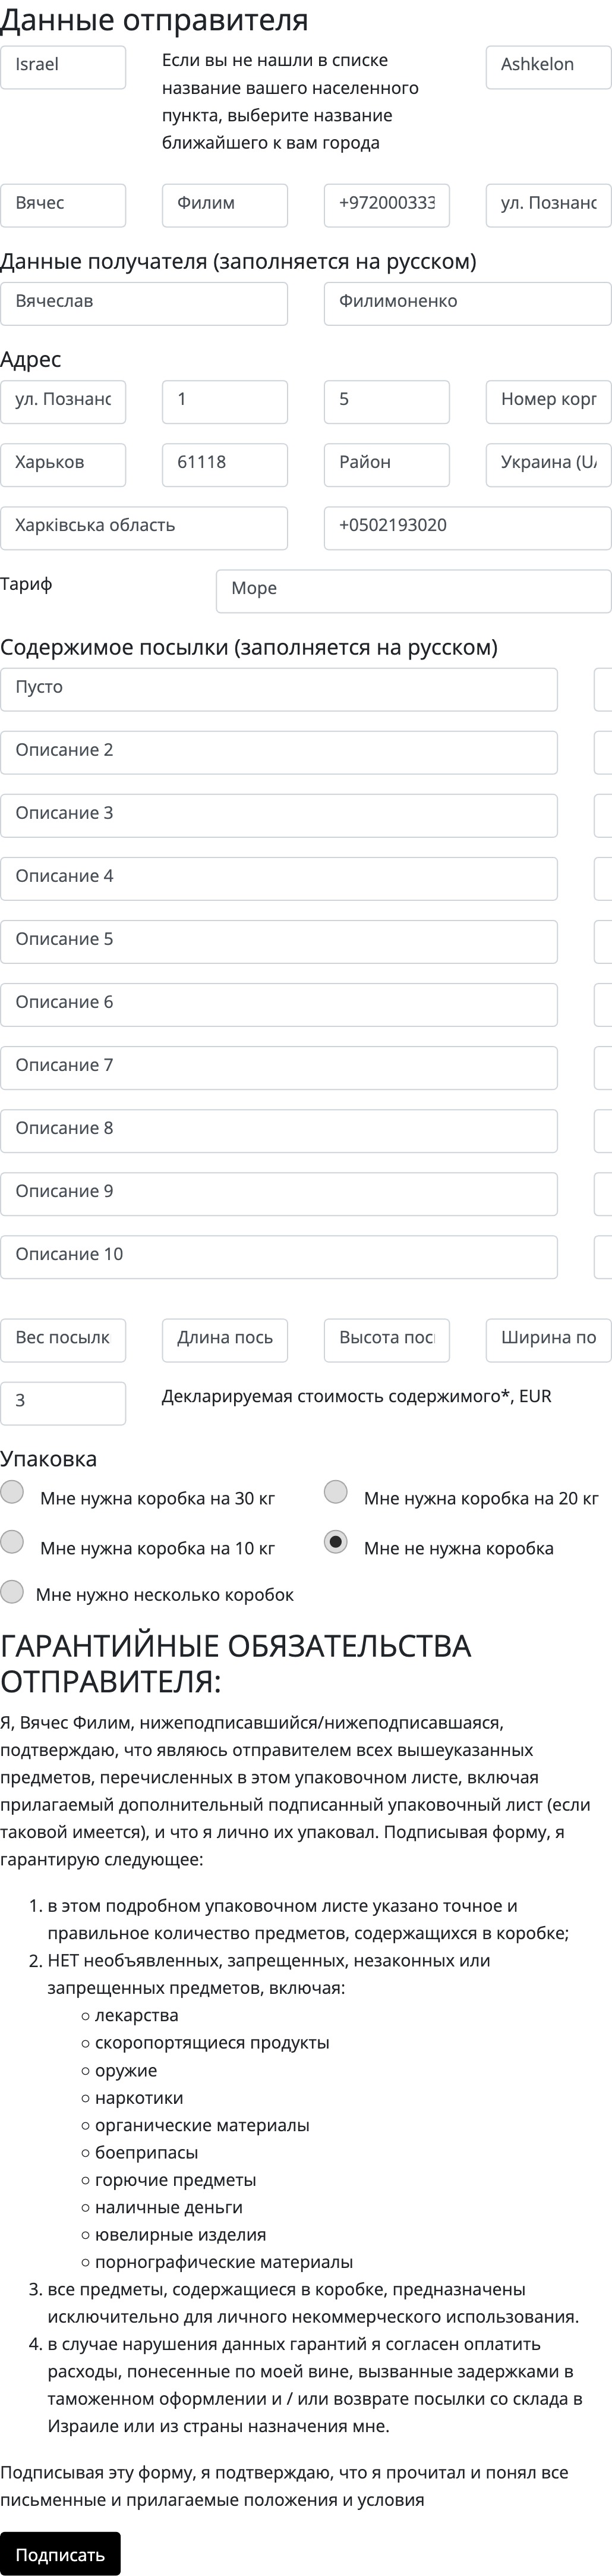 Данные отправителя
Israel
Если вы не нашли в списке
название вашего населенного
пункта, выберите название
ближайшего к вам города
Ashkelon
Вячес Филим +972000333 ул. Познанс
Данные получателя (заполняется на русском)
Вячеслав Филимоненко
Адрес
ул. Познанс 1 5 Номер корп
Харьков 61118 Район Украина (UA
Харківська область +0502193020
Тариф Море
Содержимое посылки (заполняется на русском)
Пусто
Описание 2
Описание 3
Описание 4
Описание 5
Описание 6
Описание 7
Описание 8
Описание 9
Описание 10
Вес посылк Длина пось Высота пос Ширина по
3 Декларируемая стоимость содержимого*, EUR
Упаковка
Мне нужна коробка на 30 кг Мне нужна коробка на 20 кг
Мне нужна коробка на 10 кг Мне не нужна коробка
Мне нужно несколько коробок
ГАРАНТИЙНЫЕ ОБЯЗАТЕЛЬСТВА
ОТПРАВИТЕЛЯ:
Я, Вячес Филим, нижеподписавшийся/нижеподписавшаяся,
подтверждаю, что являюсь отправителем всех вышеуказанных
предметов, перечисленных в этом упаковочном листе, включая
прилагаемый дополнительный подписанный упаковочный лист (если
таковой имеется), и что я лично их упаковал. Подписывая форму, я
гарантирую следующее:
1. в этом подробном упаковочном листе указано точное и
правильное количество предметов, содержащихся в коробке;
2. НЕТ необъявленных, запрещенных, незаконных или
запрещенных предметов, включая:
лекарства
скоропортящиеся продукты
оружие
наркотики
органические материалы
боеприпасы
горючие предметы
наличные деньги
ювелирные изделия
порнографические материалы
3. все предметы, содержащиеся в коробке, предназначены
исключительно для личного некоммерческого использования.
4. в случае нарушения данных гарантий я согласен оплатить
расходы, понесенные по моей вине, вызванные задержками в
таможенном оформлении и / или возврате посылки со склада в
Израиле или из страны назначения мне.
Подписывая эту форму, я подтверждаю, что я прочитал и понял все
письменные и прилагаемые положения и условия
Подписать